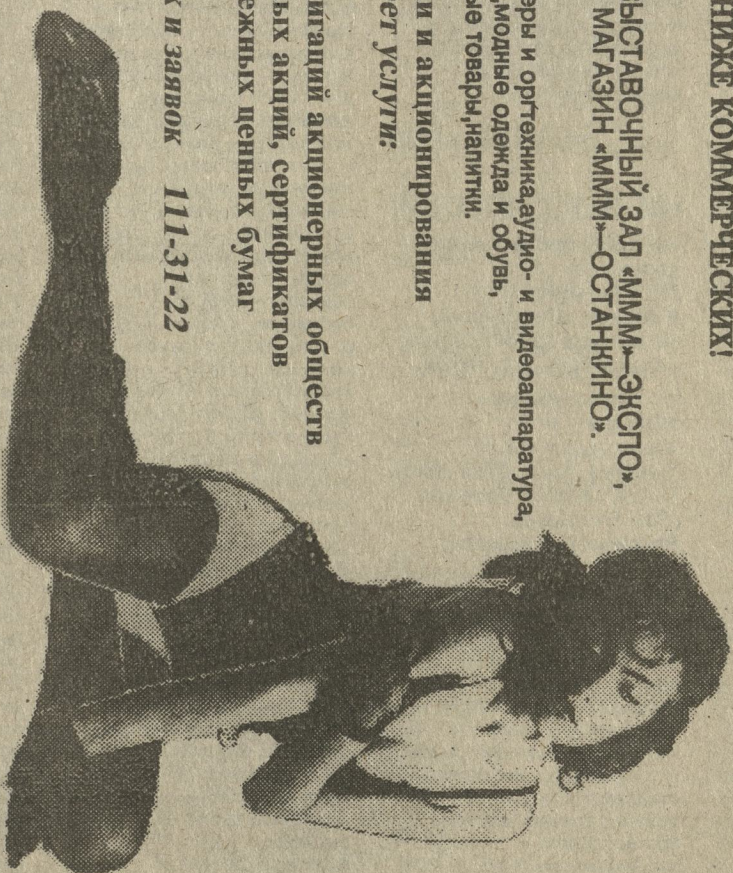 НИЖЕ КОММЕРЧЕСКИХ!
ВЫСТАВОЧНЫЙ ЗАЛ «МММ»—ЭКСПО»,
МАГАЗИН «МММ»—ОСТАНКИНО».
еры и оргтехника,аудио- и видеоаппаратура,
модные одежда и обувь,
ые товары,напитки.
и и акционирования
ет услуги:
игаций акционерных обществ
ых акций, сертификатов
ежных ценных бумаг
к и заявок 111-31-22